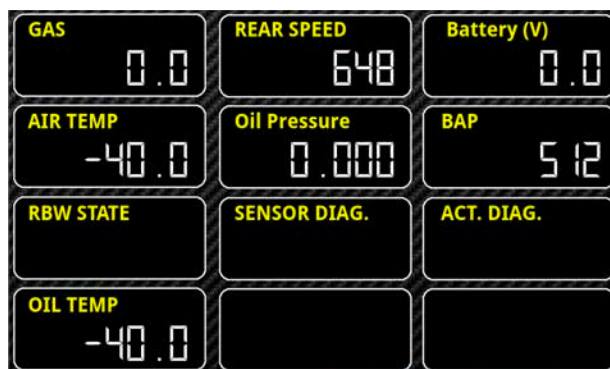 GAS REAR SPEED Battery (V)
0.0 648 0.0
AIR TEMP Oil Pressure BAP
-40.0 0.000 512
RBW STATE SENSOR DIAG. ACT. DIAG.
OIL TEMP
-40.0